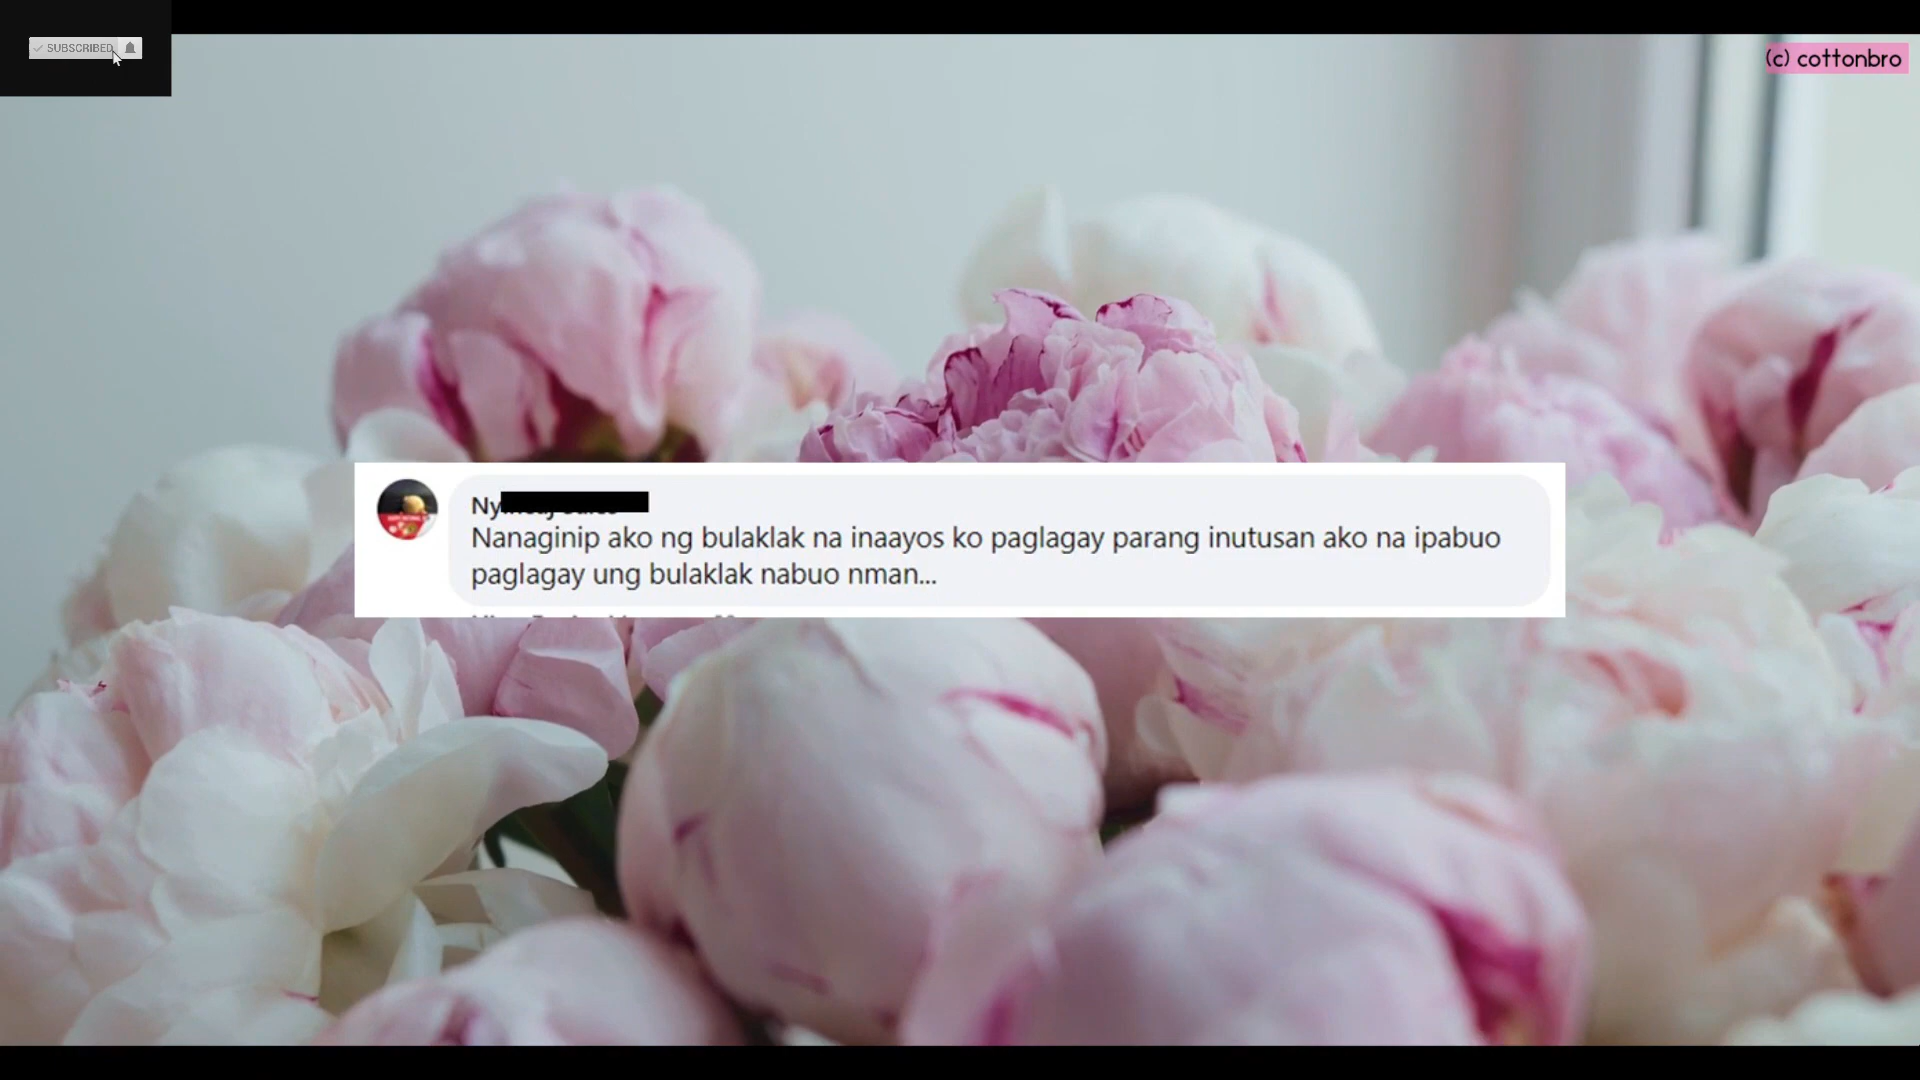 SUBSCRIBED
(c) cottonbro
Nanaginip ako ng bulaklak na inaayos ko paglagay parang inutusan ako na ipabuo
paglagay ung bulaklak nabuo nman...